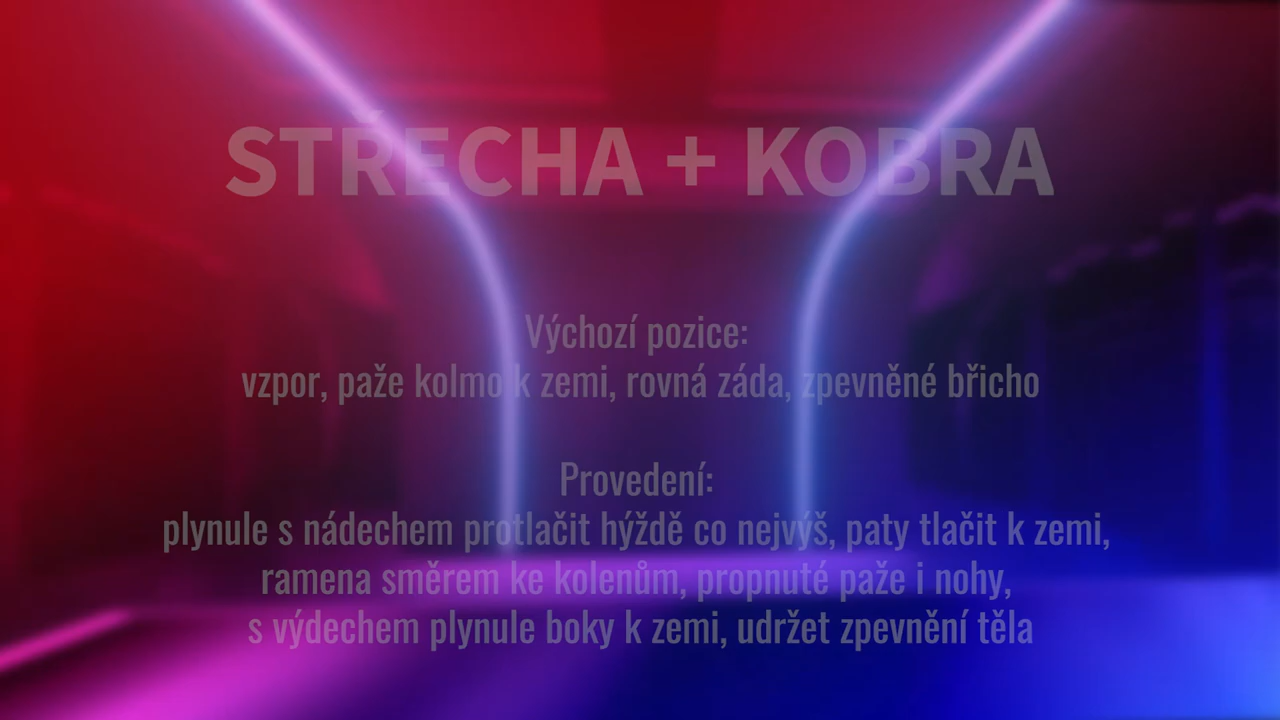 STŘECHA + KOBRA
Výchozí pozice:
vzpor, paže kolmo k zemi, rovná záda, zpevněné břicho
Provedení:
plynule s nádechem protlačit hýždě co nejvýš, paty tlačit k zemi,
ramena směrem ke kolenům, propnuté paže i nohy,
s výdechem plynule boky k zemi, udržet zpevnění těla